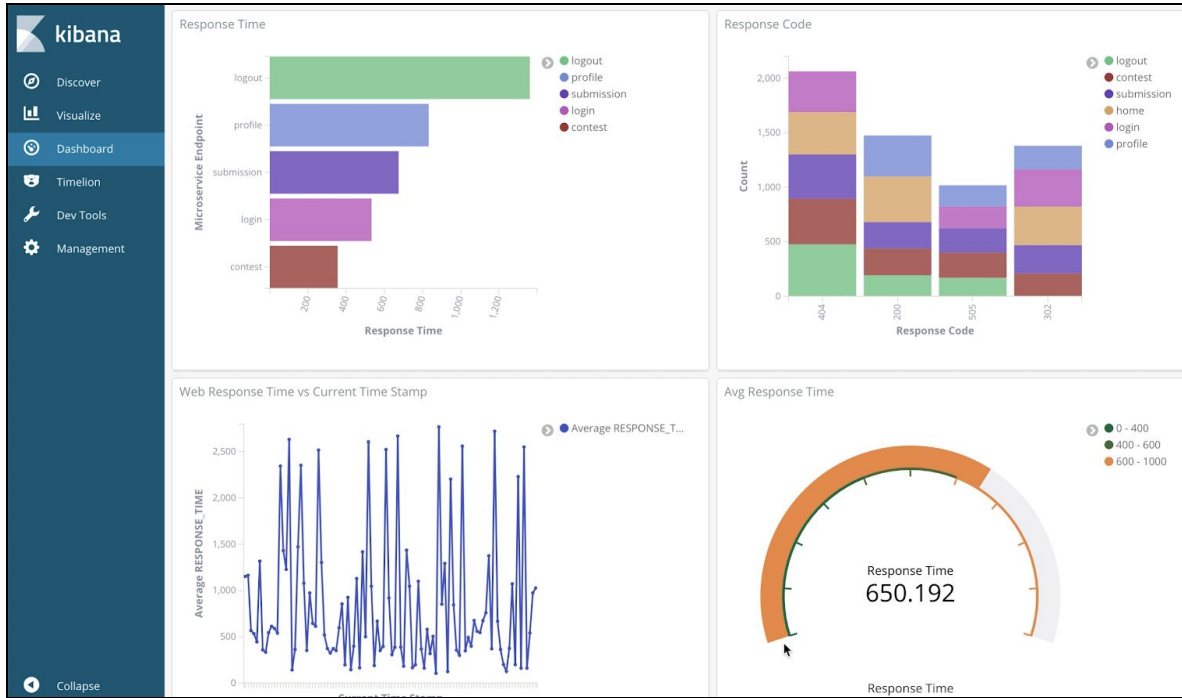 kibana
Discover
Visualize
Dashboard
Timelion
Dev Tools
Management
Collapse
Response Time
Microservice Endpoint
logout
profile
submission
login
contest
200
400
600
800
1,000
1,200
Response Time
logout
profile
submission
login
contest
Response Code
Count
2,000
1,500
1,000
500
0
404
200
505
302
Response Code
logout
contest
submission
home
login
profile
Web Response Time vs Current Time Stamp
Average RESPONSE_TIME
2,500
2,000
1,500
1,000
500
0
Current Time Stamp
Average RESPONSE_T...
Avg Response Time
0 - 400
400 - 600
600 - 1000
Response Time
650.192
Response Time